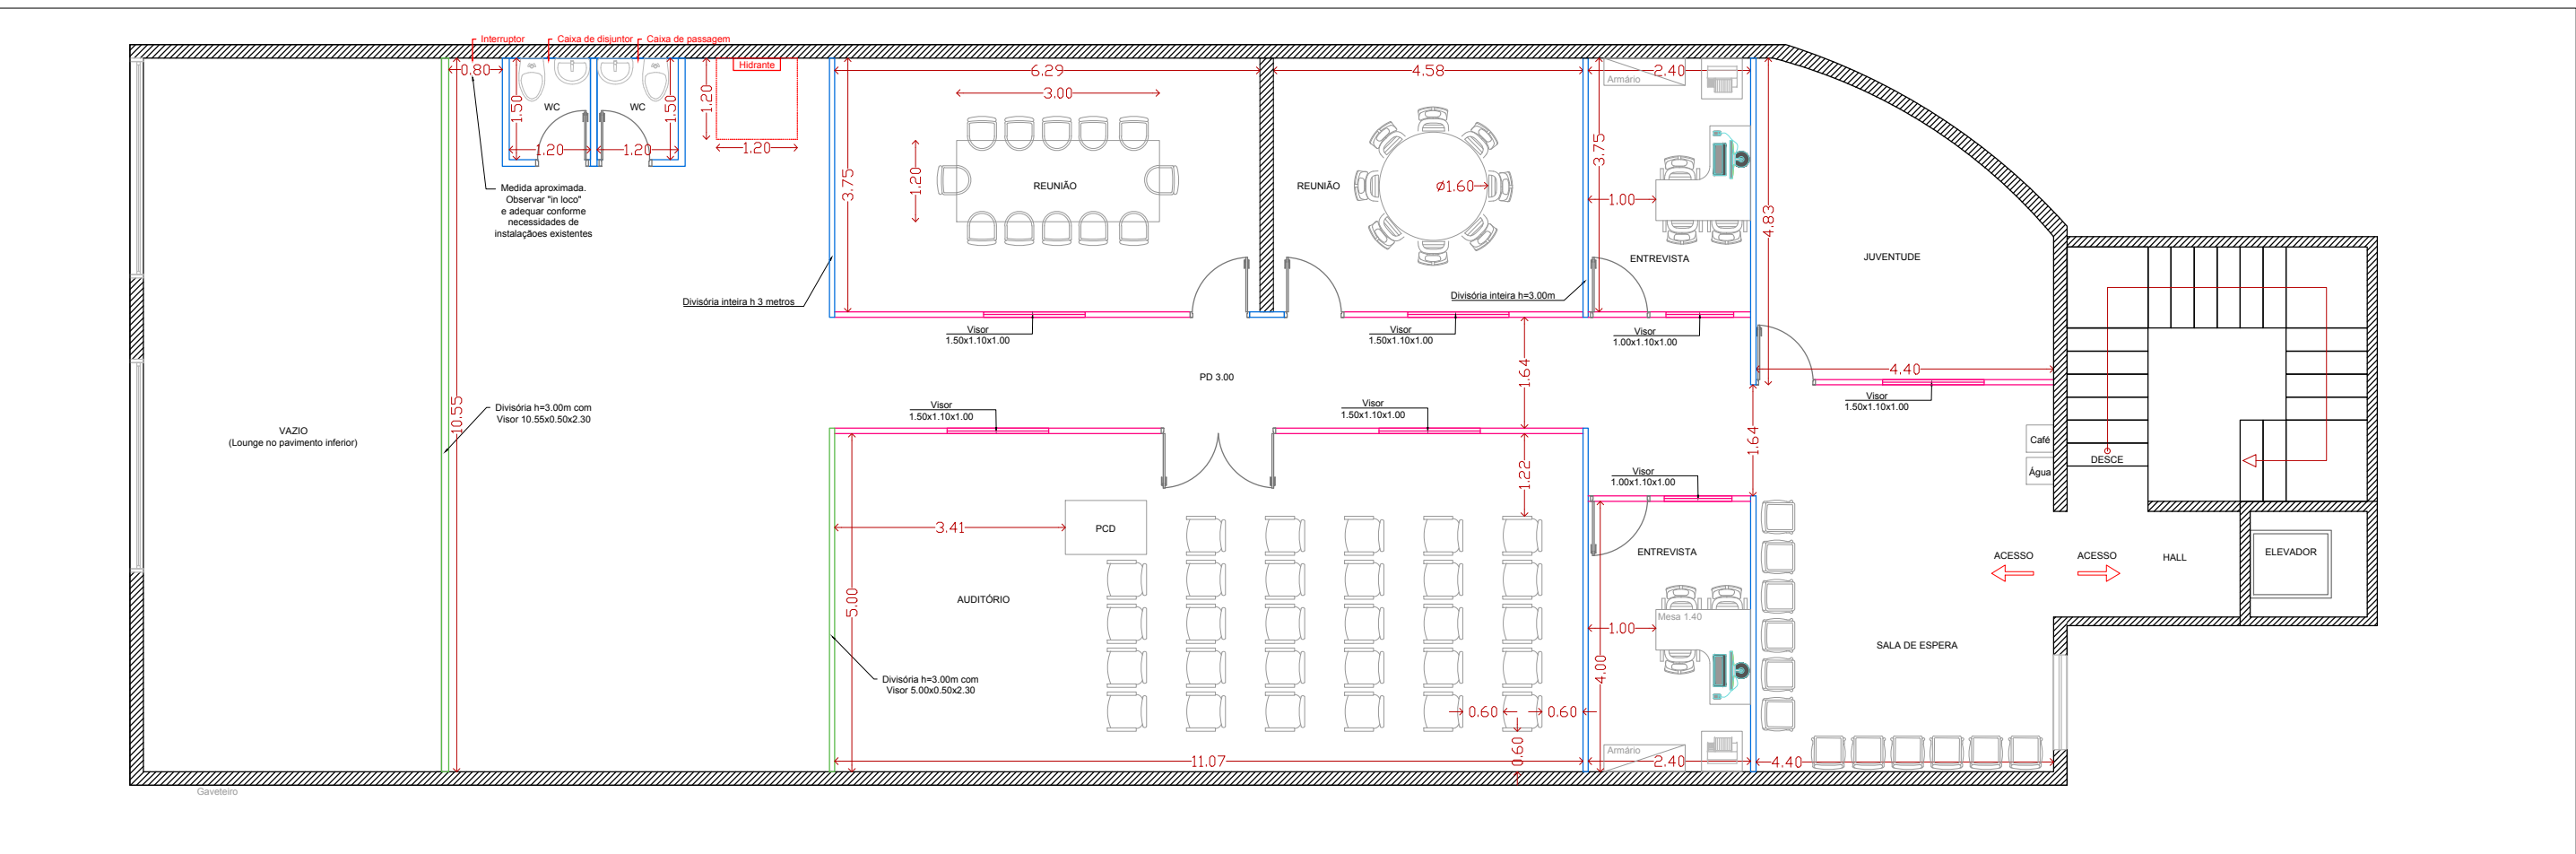 Interruptor
Caixa de disjuntor
Caixa de passagem
Hidrante
0.80
1.50
WC
WC
1.50
1.20
1.20
1.20
1.20
Medida aproximada.
Observar "in loco"
e adequar conforme
necessidades de
instalaçãoes existentes
6.29
3.00
1.20
3.75
REUNIÃO
Divisória inteira h 3 metros
Visor
1.50x1.10x1.00
4.58
REUNIÃO
Ø1.60
Divisória inteira h=3.00m
Visor
1.50x1.10x1.00
2.40
Armário
3.75
1.00
ENTREVISTA
Visor
1.00x1.10x1.00
4.83
JUVENTUDE
4.40
Visor
1.50x1.10x1.00
PD 3.00
1.64
1.64
VAZIO
(Lounge no pavimento inferior)
10.55
Divisória h=3.00m com
Visor 10.55x0.50x2.30
Visor
1.50x1.10x1.00
Visor
1.50x1.10x1.00
1.22
3.41
PCD
5.00
AUDITÓRIO
Divisória h=3.00m com
Visor 5.00x0.50x2.30
0.60
0.60
0.60
11.07
Visor
1.00x1.10x1.00
ENTREVISTA
Mesa 1.40
1.00
4.00
Armário
2.40
4.40
SALA DE ESPERA
Café
Água
DESCE
ACESSO
ACESSO
HALL
ELEVADOR
Gaveteiro